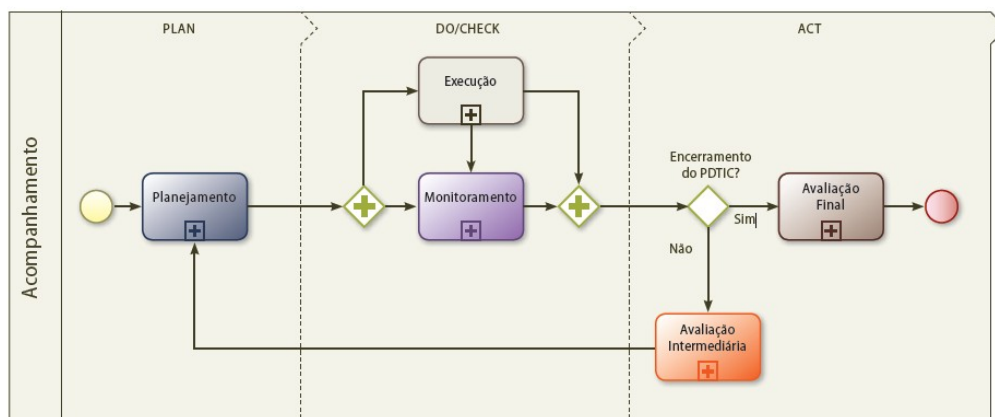 PLAN
DO/CHECK
ACT
Acompanhamento
Execução
Planejamento
Monitoramento
Encerramento
do PDTIC?
Sim
Não
Avaliação
Final
Avaliação
Intermediária